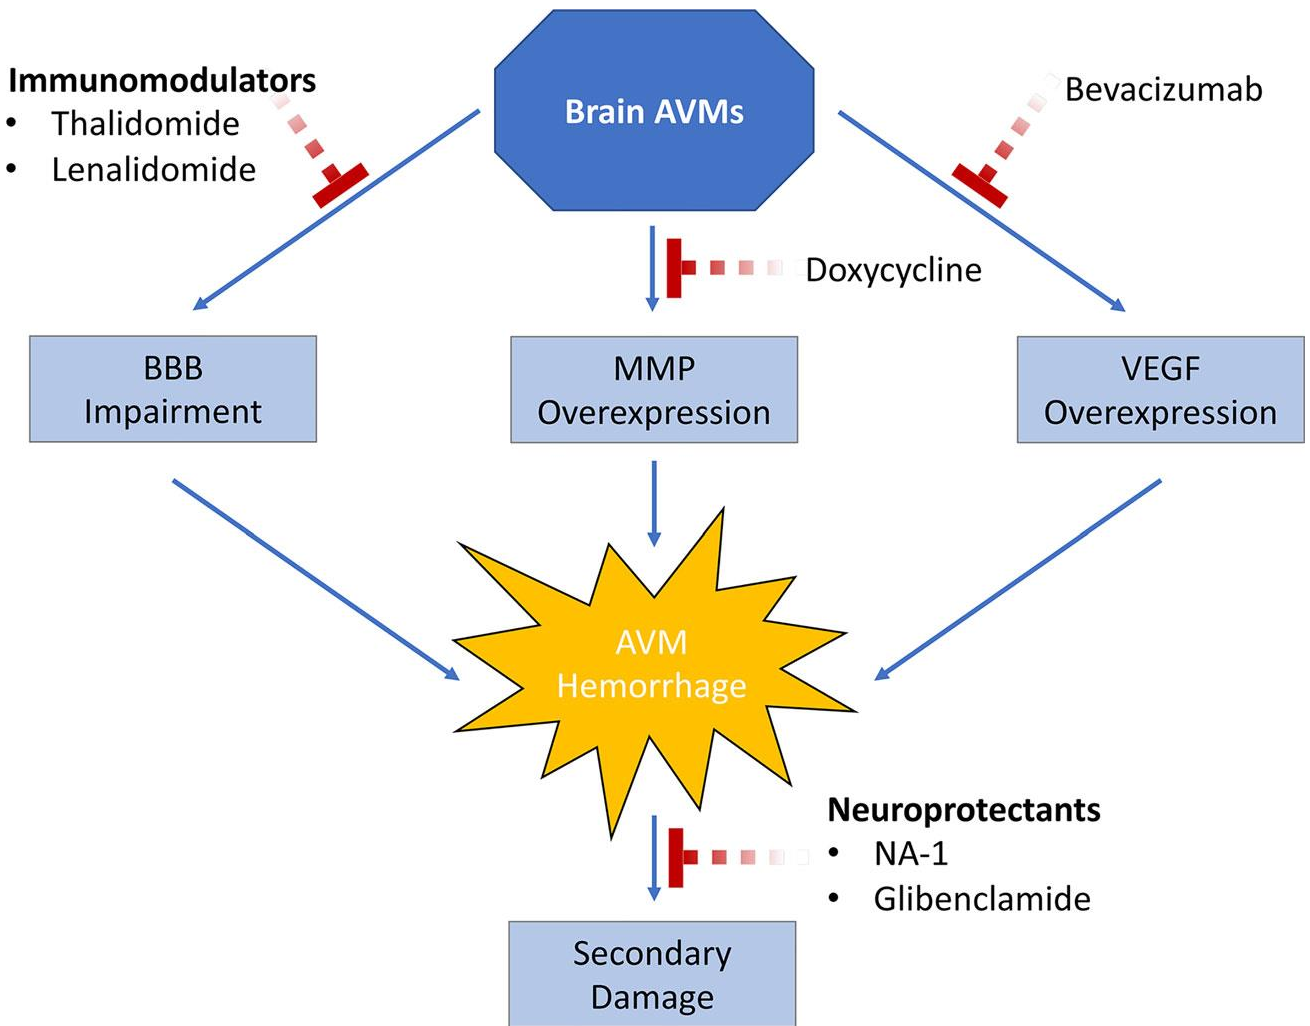 Brain AVMs
Immunomodulators
• Thalidomide
• Lenalidomide
Bevacizumab
Doxycycline
BBB
Impairment
MMP
Overexpression
VEGF
Overexpression
AVM
Hemorrhage
Neuroprotectants
• NA-1
• Glibenclamide
Secondary
Damage